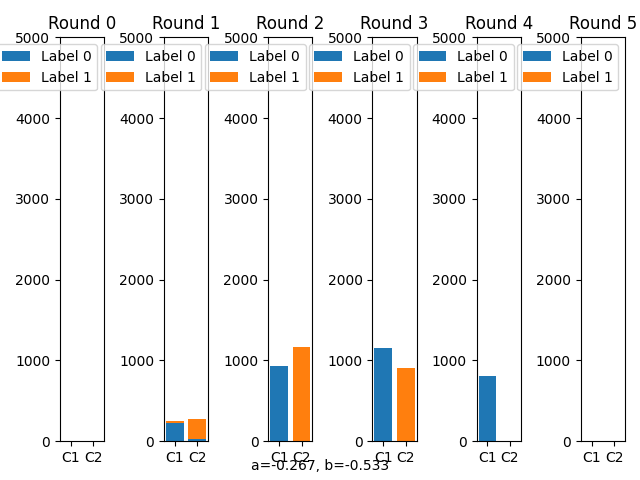 Round 0 Round 1 Round 2 Round 3 Round 4 Round 5
5000 5000 5000 5000 5000 5000
Label 0 Label 0 Label 0 Label 0 Label 0 Label 0
Label 1 Label 1 Label 1 Label 1 Label 1 Label 1
4000 4000 4000 4000 4000 4000
3000 3000 3000 3000 3000 3000
2000 2000 2000 2000 2000 2000
1000 1000 1000 1000 1000 1000
0 0 0 0 0 0
C1 C2 C1 C2 C1 C2 C1 C2 C1 C2 C1 C2
a=-0.267, b=-0.533